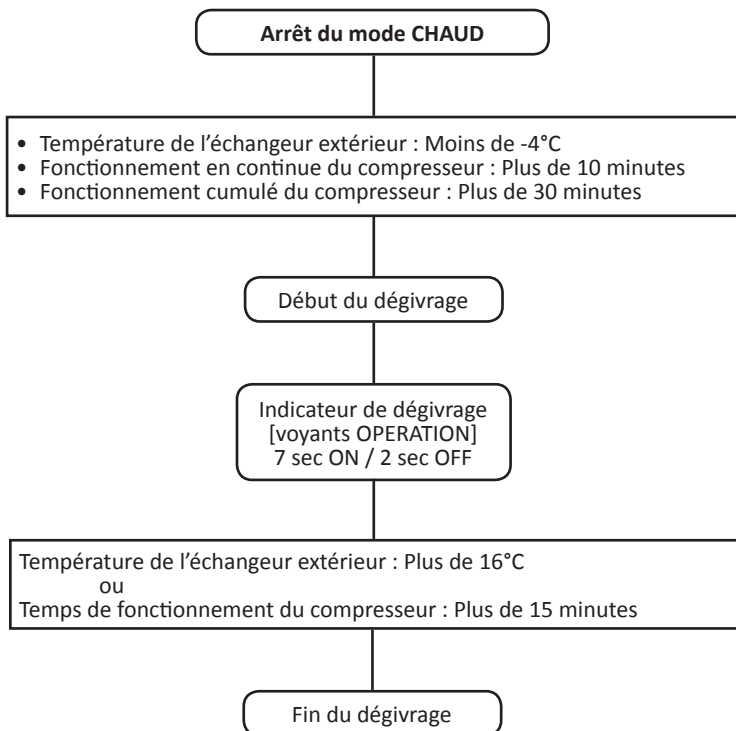 Arrêt du mode CHAUD
• Température de l’échangeur extérieur : Moins de -4°C
• Fonctionnement en continue du compresseur : Plus de 10 minutes
• Fonctionnement cumulé du compresseur : Plus de 30 minutes
Début du dégivrage
Indicateur de dégivrage
[voyants OPERATION]
7 sec ON / 2 sec OFF
Température de l’échangeur extérieur : Plus de 16°C
ou
Temps de fonctionnement du compresseur : Plus de 15 minutes
Fin du dégivrage